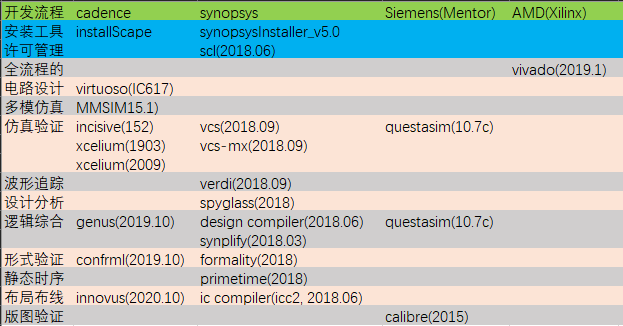 开发流程 cadence synopsys Siemens(Mentor) AMD(Xilinx)
安装工具 installScape synopsysInstaller_v5.0
许可管理 scl(2018.06)
全流程的 vivado(2019.1)
电路设计 virtuoso(IC617)
多模仿真 MMSIM15.1)
仿真验证 incisive(152) vcs(2018.09) questasim(10.7c)
xcelium(1903) vcs-mx(2018.09)
xcelium(2009)
波形追踪 verdi(2018.09)
设计分析 spyglass(2018)
逻辑综合 genus(2019.10) design compiler(2018.06) questasim(10.7c)
synplify(2018.03)
形式验证 confrml(2019.10) formality(2018)
静态时序 primetime(2018)
布局布线 innovus(2020.10) ic compiler(icc2, 2018.06)
版图验证 calibre(2015)